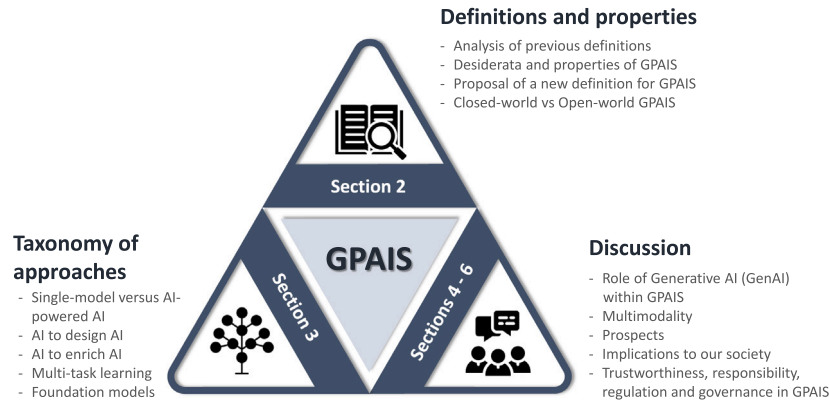 Definitions and properties
- Analysis of previous definitions
- Desiderata and properties of GPAIS
- Proposal of a new definition for GPAIS
- Closed-world vs Open-world GPAIS
Section 2
GPAIS
Section 3
Sections 4 - 6
Taxonomy of
approaches
- Single-model versus AI-
powered AI
- AI to design AI
- AI to enrich AI
- Multi-task learning
- Foundation models
Discussion
- Role of Generative AI (GenAI)
within GPAIS
- Multimodality
- Prospects
- Implications to our society
- Trustworthiness, responsibility,
regulation and governance in GPAIS